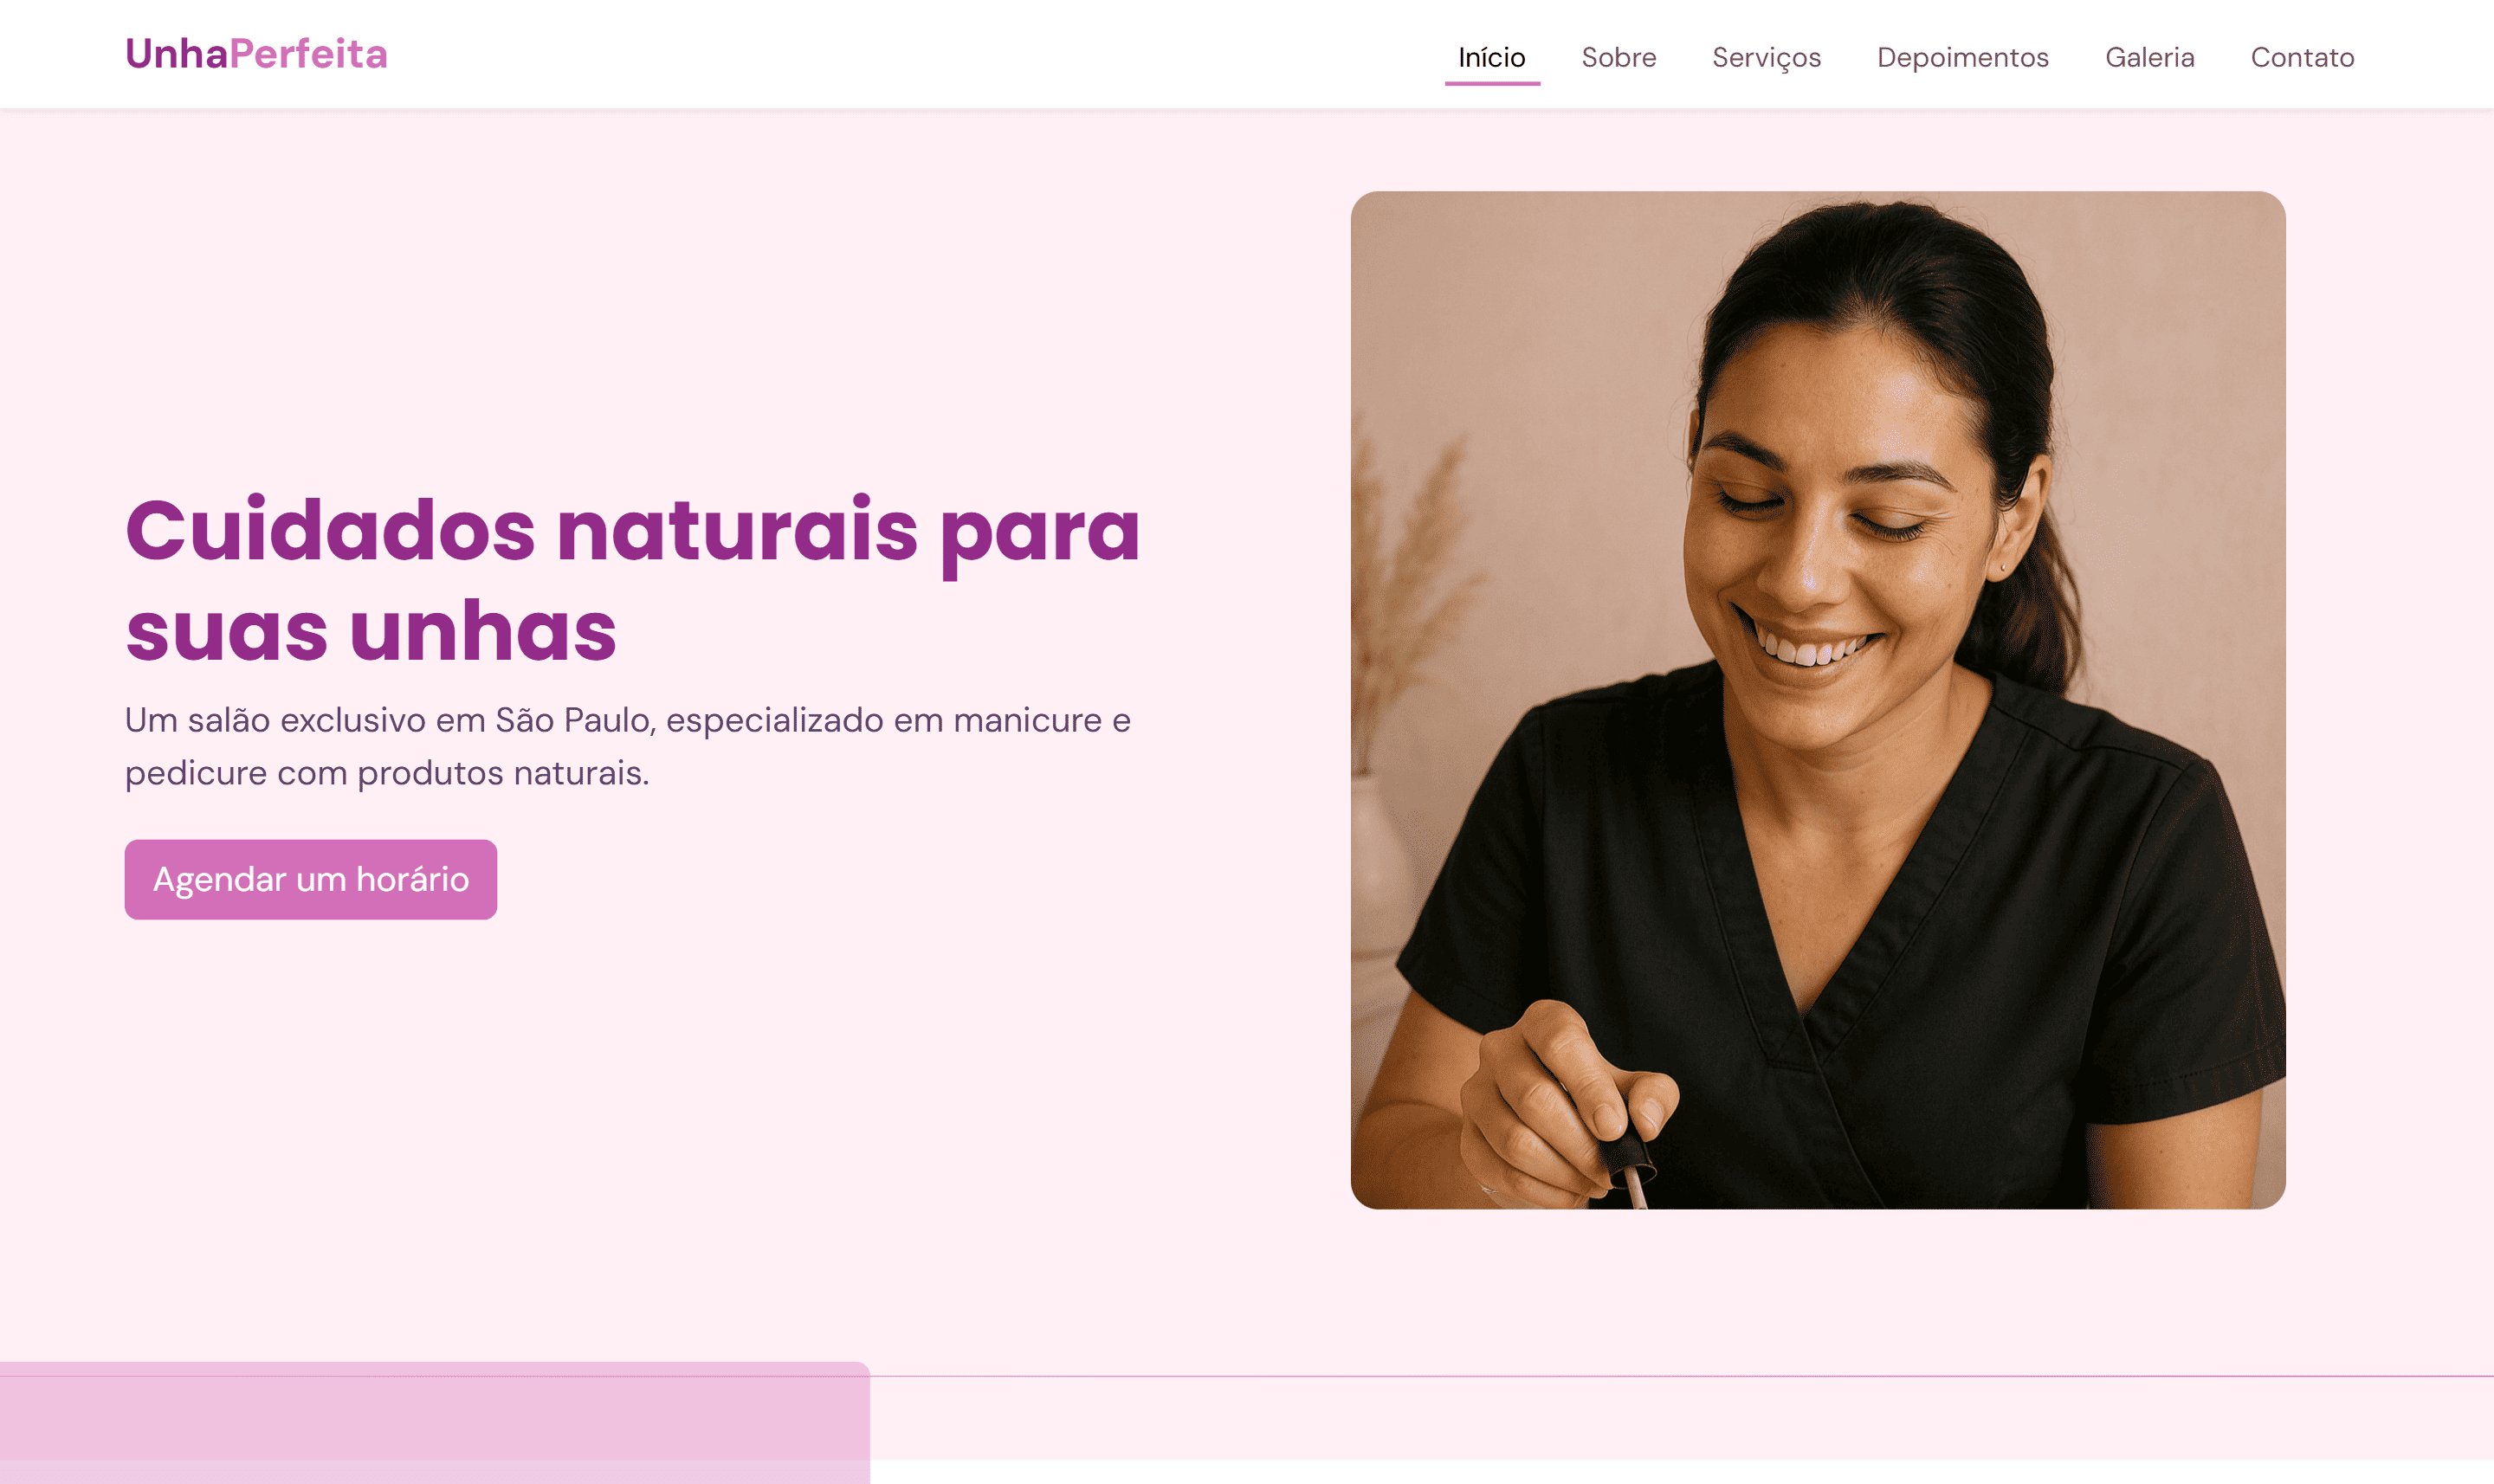 UnhaPerfeita
Início Sobre Serviços Depoimentos Galeria Contato
Cuidados naturais para
suas unhas
Um salão exclusivo em São Paulo, especializado em manicure e
pedicure com produtos naturais.
Agendar um horário